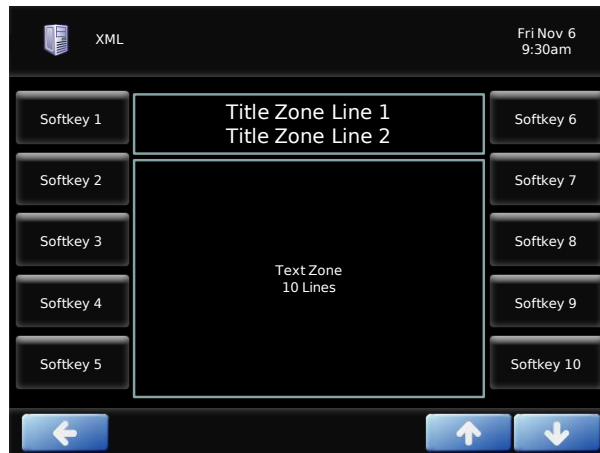 XML
Fri Nov 6
9:30am
Softkey 1
Title Zone Line 1
Title Zone Line 2
Softkey 6
Softkey 2
Softkey 7
Softkey 3
Softkey 8
Text Zone
10 Lines
Softkey 4
Softkey 9
Softkey 5
Softkey 10